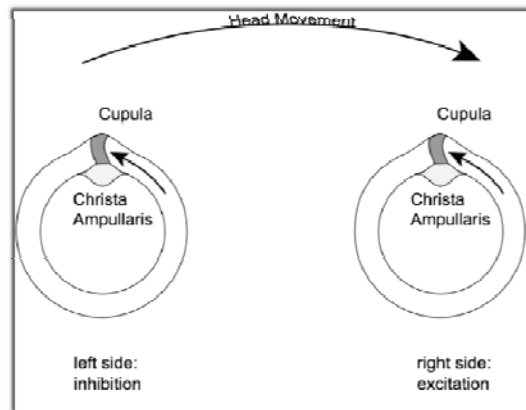 Head Movement
Cupula
Cupula
Christa
Ampullaris
Christa
Ampullaris
left side:
inhibition
right side:
excitation